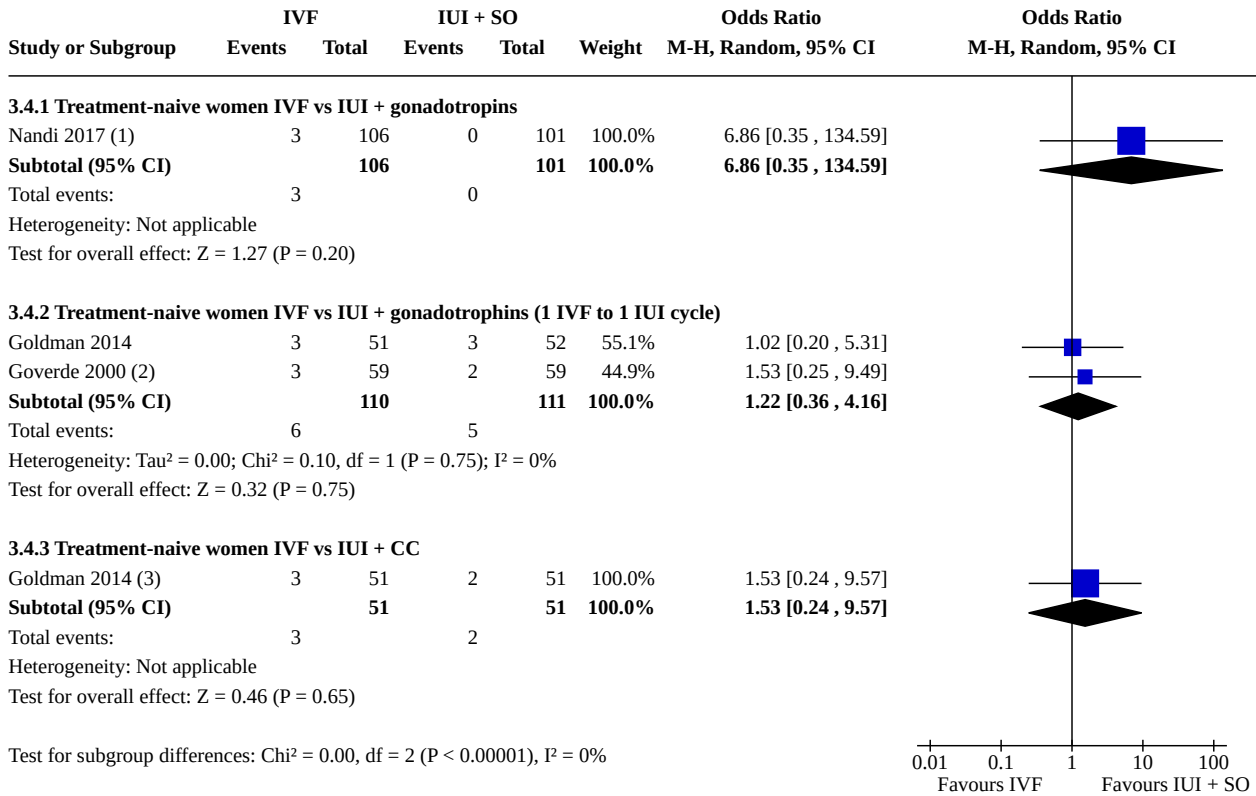 IVF IUI + SO Odds Ratio Odds Ratio
Study or Subgroup Events Total Events Total Weight M-H, Random, 95% CI M-H, Random, 95% CI
3.4.1 Treatment-naive women IVF vs IUI + gonadotropins
Nandi 2017 (1) 3 106 0 101 100.0% 6.86 [0.35 , 134.59]
Subtotal (95% CI) 106 101 100.0% 6.86 [0.35 , 134.59]
Total events: 3 0
Heterogeneity: Not applicable
Test for overall effect: Z = 1.27 (P = 0.20)
3.4.2 Treatment-naive women IVF vs IUI + gonadotrophins (1 IVF to 1 IUI cycle)
Goldman 2014 3 51 3 52 55.1% 1.02 [0.20 , 5.31]
Goverde 2000 (2) 3 59 2 59 44.9% 1.53 [0.25 , 9.49]
Subtotal (95% CI) 110 111 100.0% 1.22 [0.36 , 4.16]
Total events: 6 5
Heterogeneity: Tau² = 0.00; Chi² = 0.10, df = 1 (P = 0.75); I² = 0%
Test for overall effect: Z = 0.32 (P = 0.75)
3.4.3 Treatment-naive women IVF vs IUI + CC
Goldman 2014 (3) 3 51 2 51 100.0% 1.53 [0.24 , 9.57]
Subtotal (95% CI) 51 51 100.0% 1.53 [0.24 , 9.57]
Total events: 3 2
Heterogeneity: Not applicable
Test for overall effect: Z = 0.46 (P = 0.65)
Test for subgroup differences: Chi² = 0.00, df = 2 (P < 0.00001), I² = 0%
0.01 0.1 1 10 100
Favours IVF Favours IUI + SO